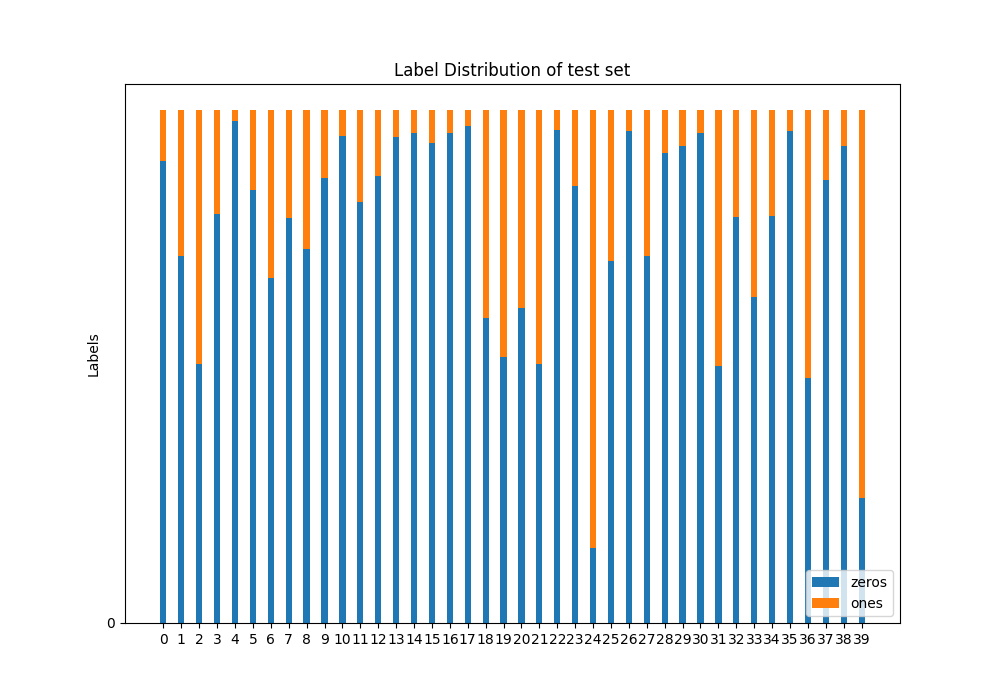 Label Distribution of test set
Labels
0
0 1 2 3 4 5 6 7 8 9 10 11 12 13 14 15 16 17 18 19 20 21 22 23 24 25 26 27 28 29 30 31 32 33 34 35 36 37 38 39
zeros
ones